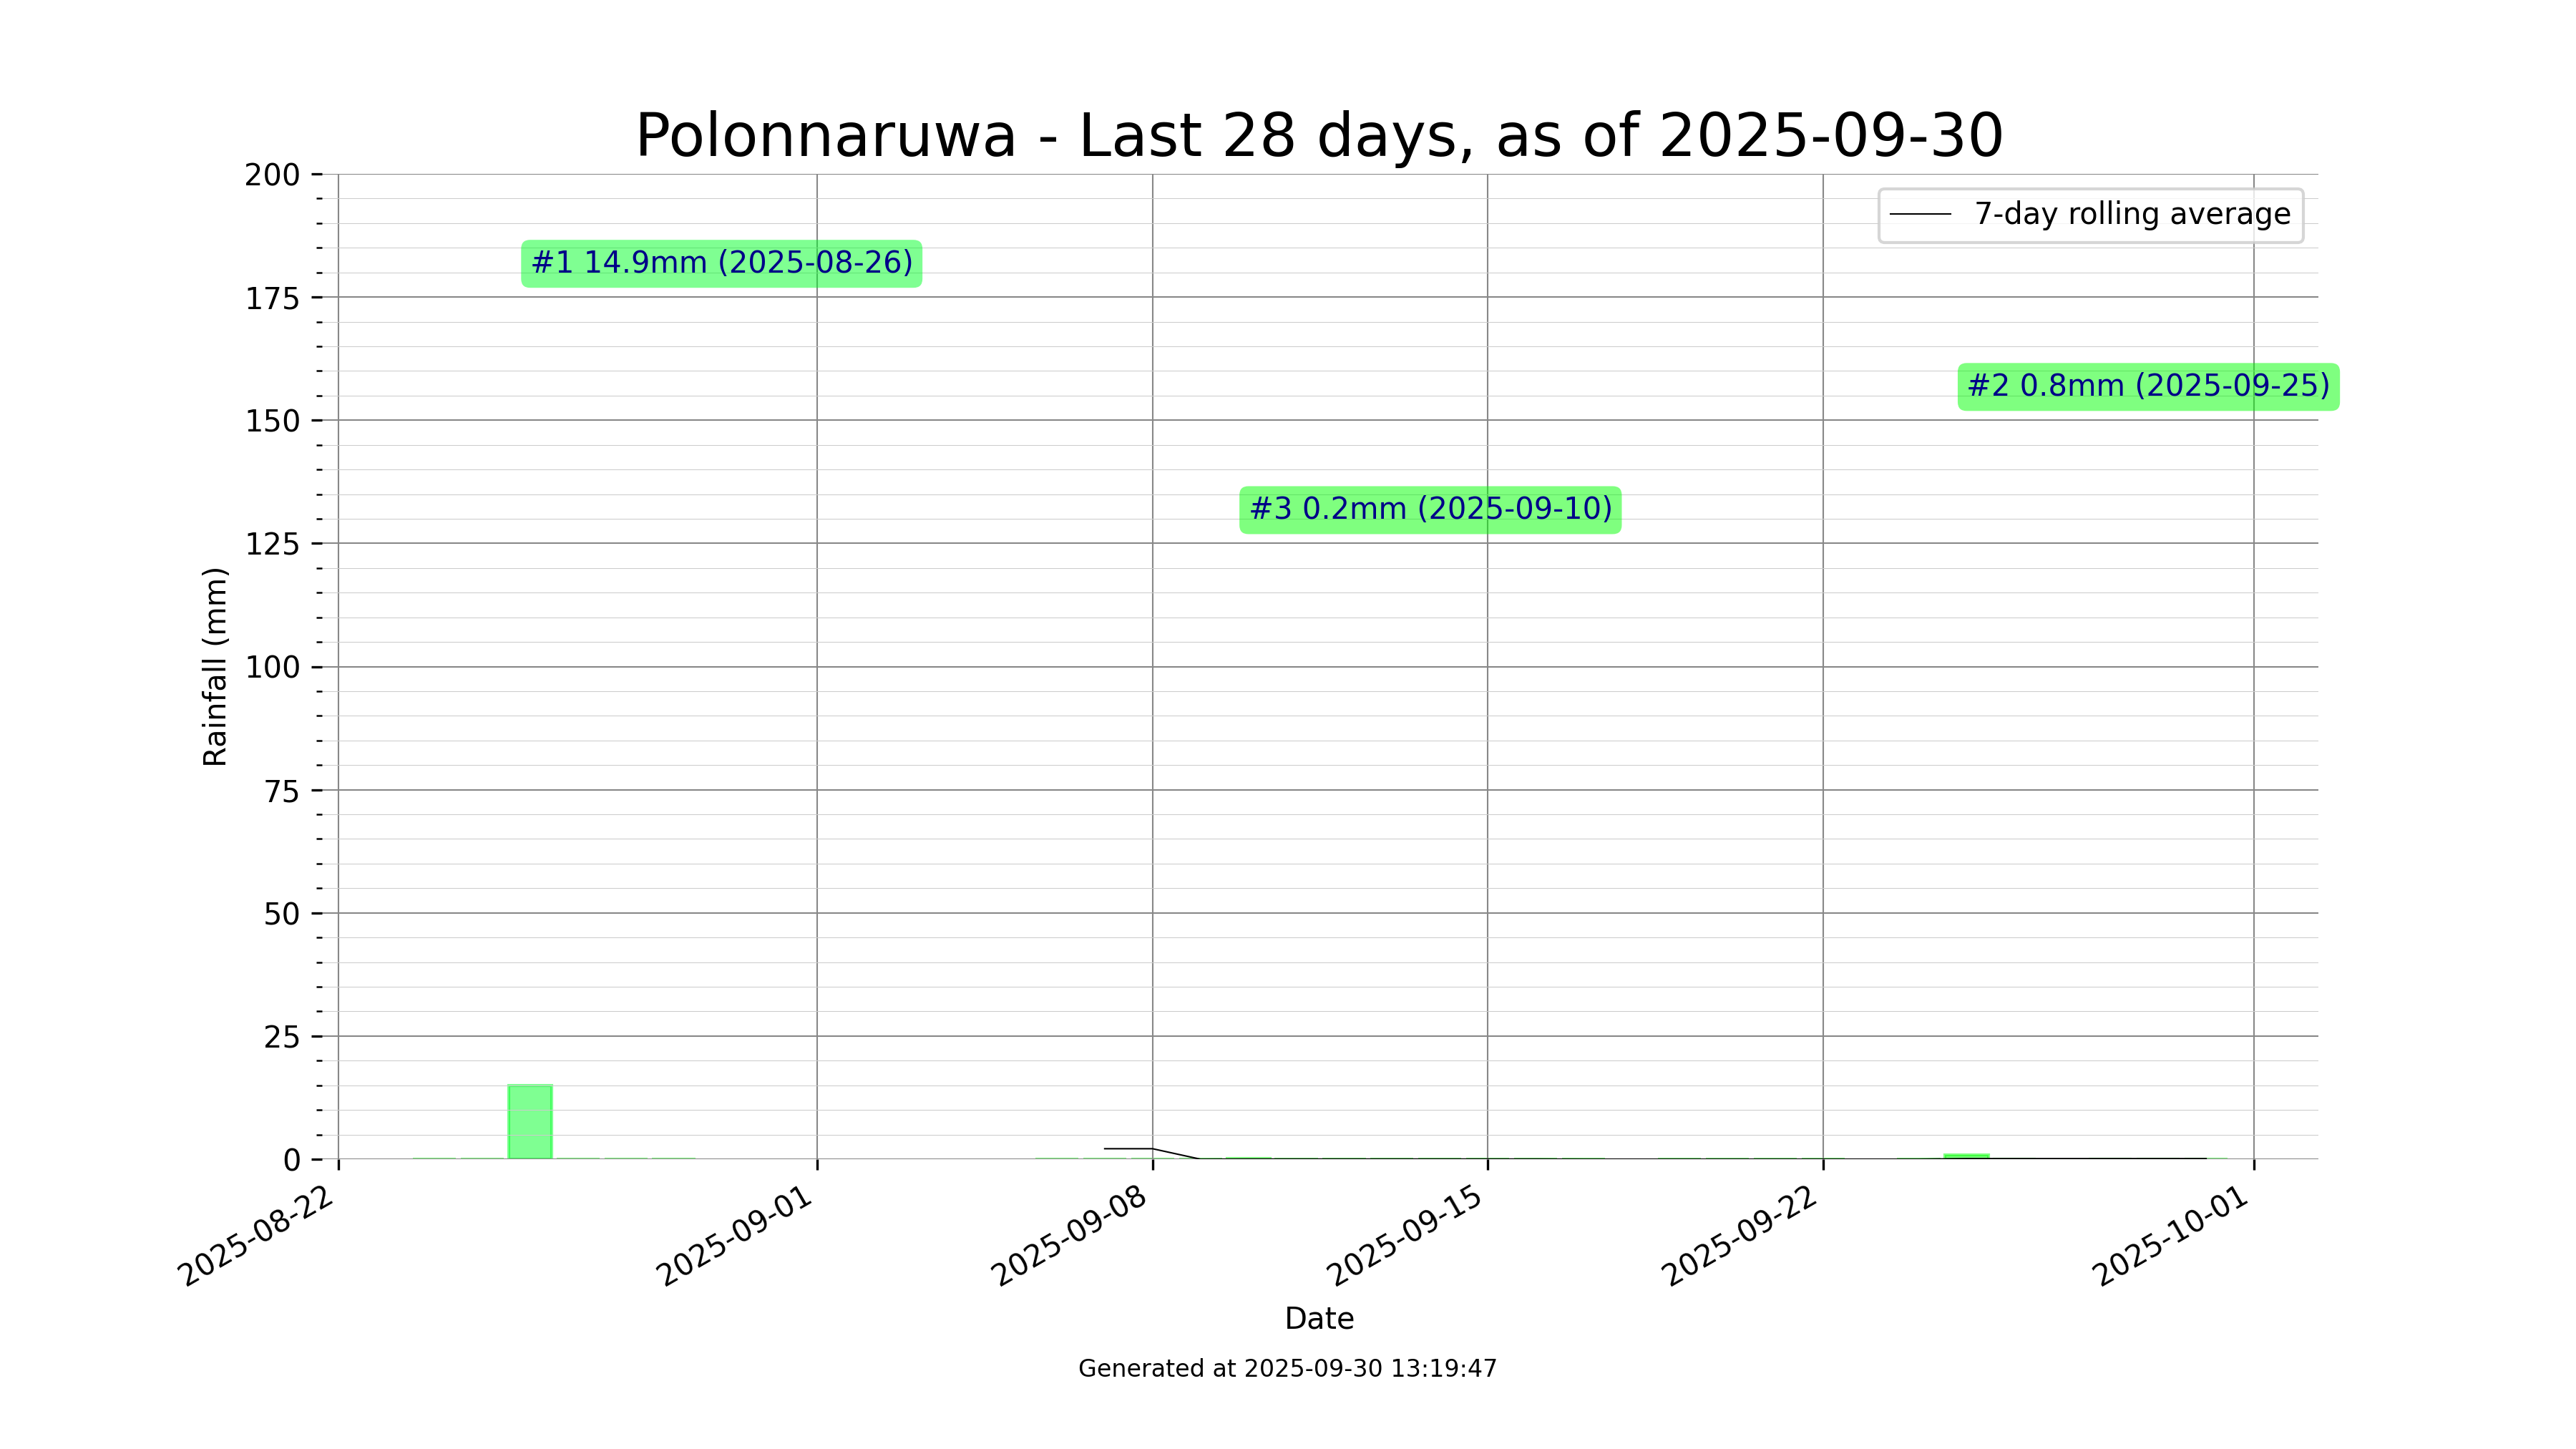 Polonnaruwa - Last 28 days, as of 2025-09-30
7-day rolling average
#1 14.9mm (2025-08-26)
#2 0.8mm (2025-09-25)
#3 0.2mm (2025-09-10)
Rainfall (mm)
200
175
150
125
100
75
50
25
0
2025-08-22
2025-09-01
2025-09-08
2025-09-15
2025-09-22
2025-10-01
Date
Generated at 2025-09-30 13:19:47